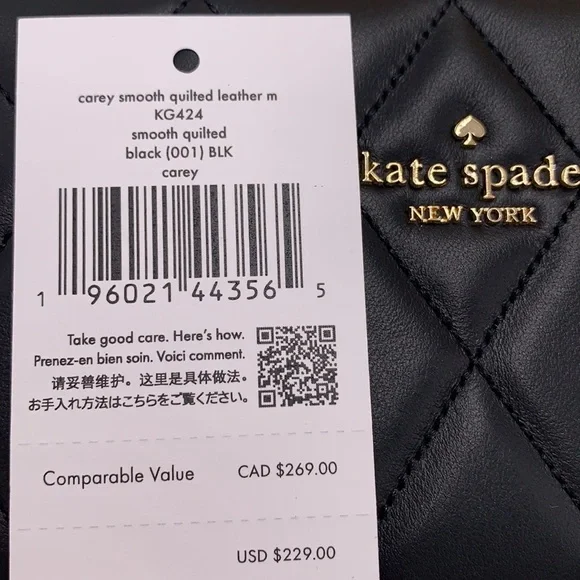 carey smooth quilted leather m
KG424
smooth quilted
black (001) BLK
carey
1 96021 44356 5
Take good care. Here's how.
Prenez-en bien soin. Voici comment.
请妥善维护。这里是具体做法。
お手入れ方法はこちらをご覧ください。
Comparable Value CAD $269.00
USD $229.00
kate spade
NEW YORK